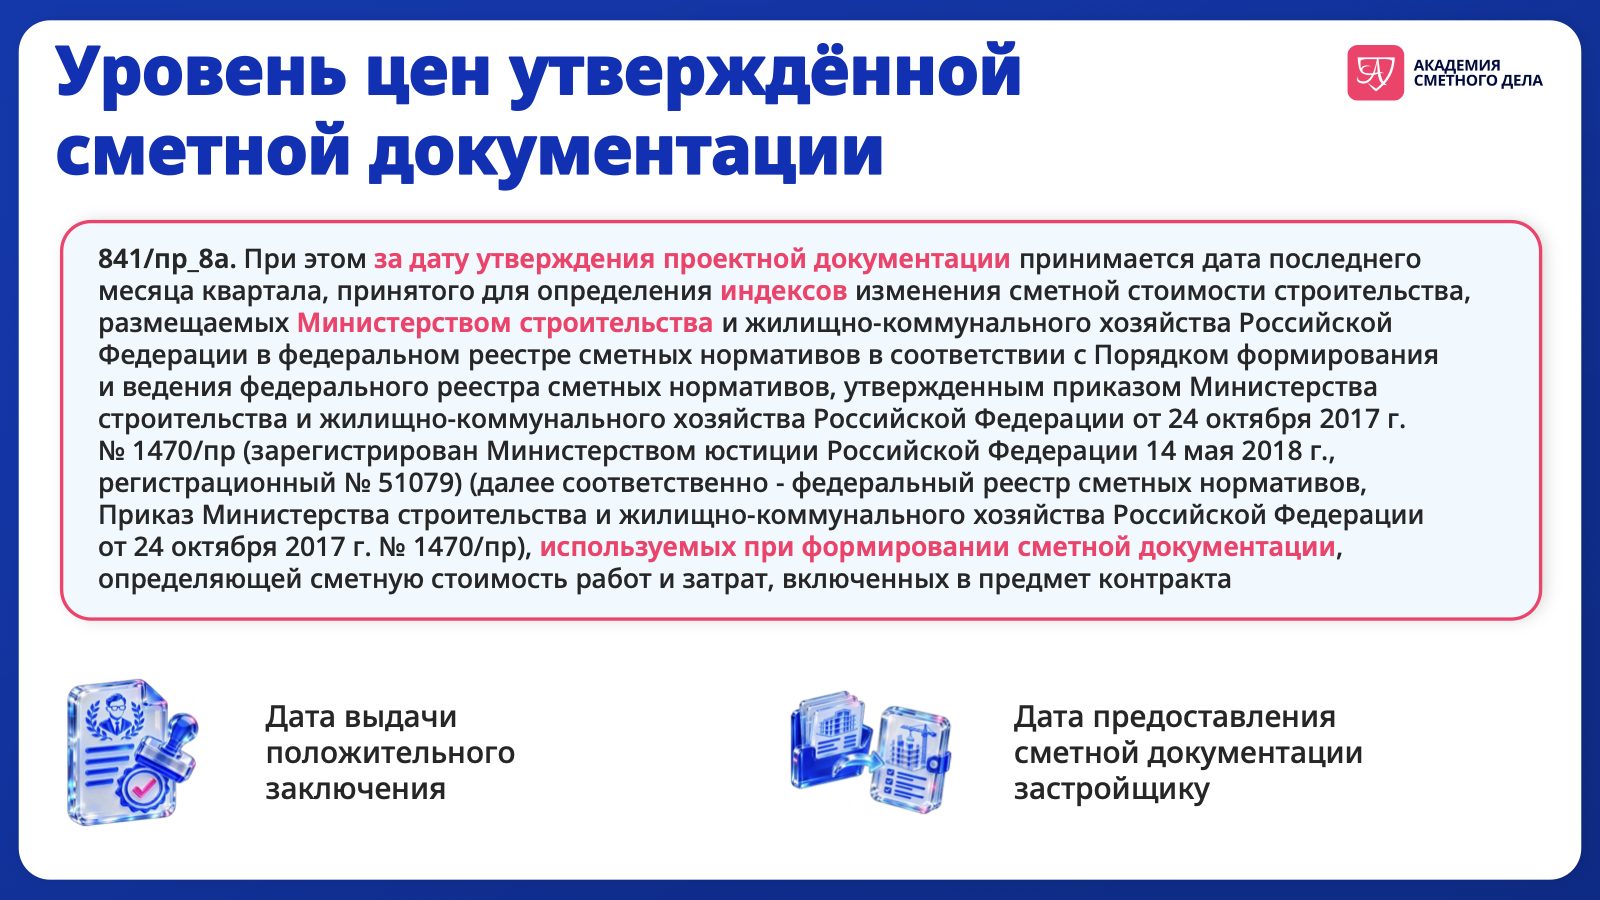 Уровень цен утверждённой
сметной документации
АКАДЕМИЯ
СМЕТНОГО ДЕЛА
841/пр_8а. При этом за дату утверждения проектной документации принимается дата последнего
месяца квартала, принятого для определения индексов изменения сметной стоимости строительства,
размещаемых Министерством строительства и жилищно-коммунального хозяйства Российской
Федерации в федеральном реестре сметных нормативов в соответствии с Порядком формирования
и ведения федерального реестра сметных нормативов, утвержденным приказом Министерства
строительства и жилищно-коммунального хозяйства Российской Федерации от 24 октября 2017 г.
№ 1470/пр (зарегистрирован Министерством юстиции Российской Федерации 14 мая 2018 г.,
регистрационный № 51079) (далее соответственно - федеральный реестр сметных нормативов,
Приказ Министерства строительства и жилищно-коммунального хозяйства Российской Федерации
от 24 октября 2017 г. № 1470/пр), используемых при формировании сметной документации,
определяющей сметную стоимость работ и затрат, включенных в предмет контракта
Дата выдачи
положительного
заключения
Дата предоставления
сметной документации
застройщику